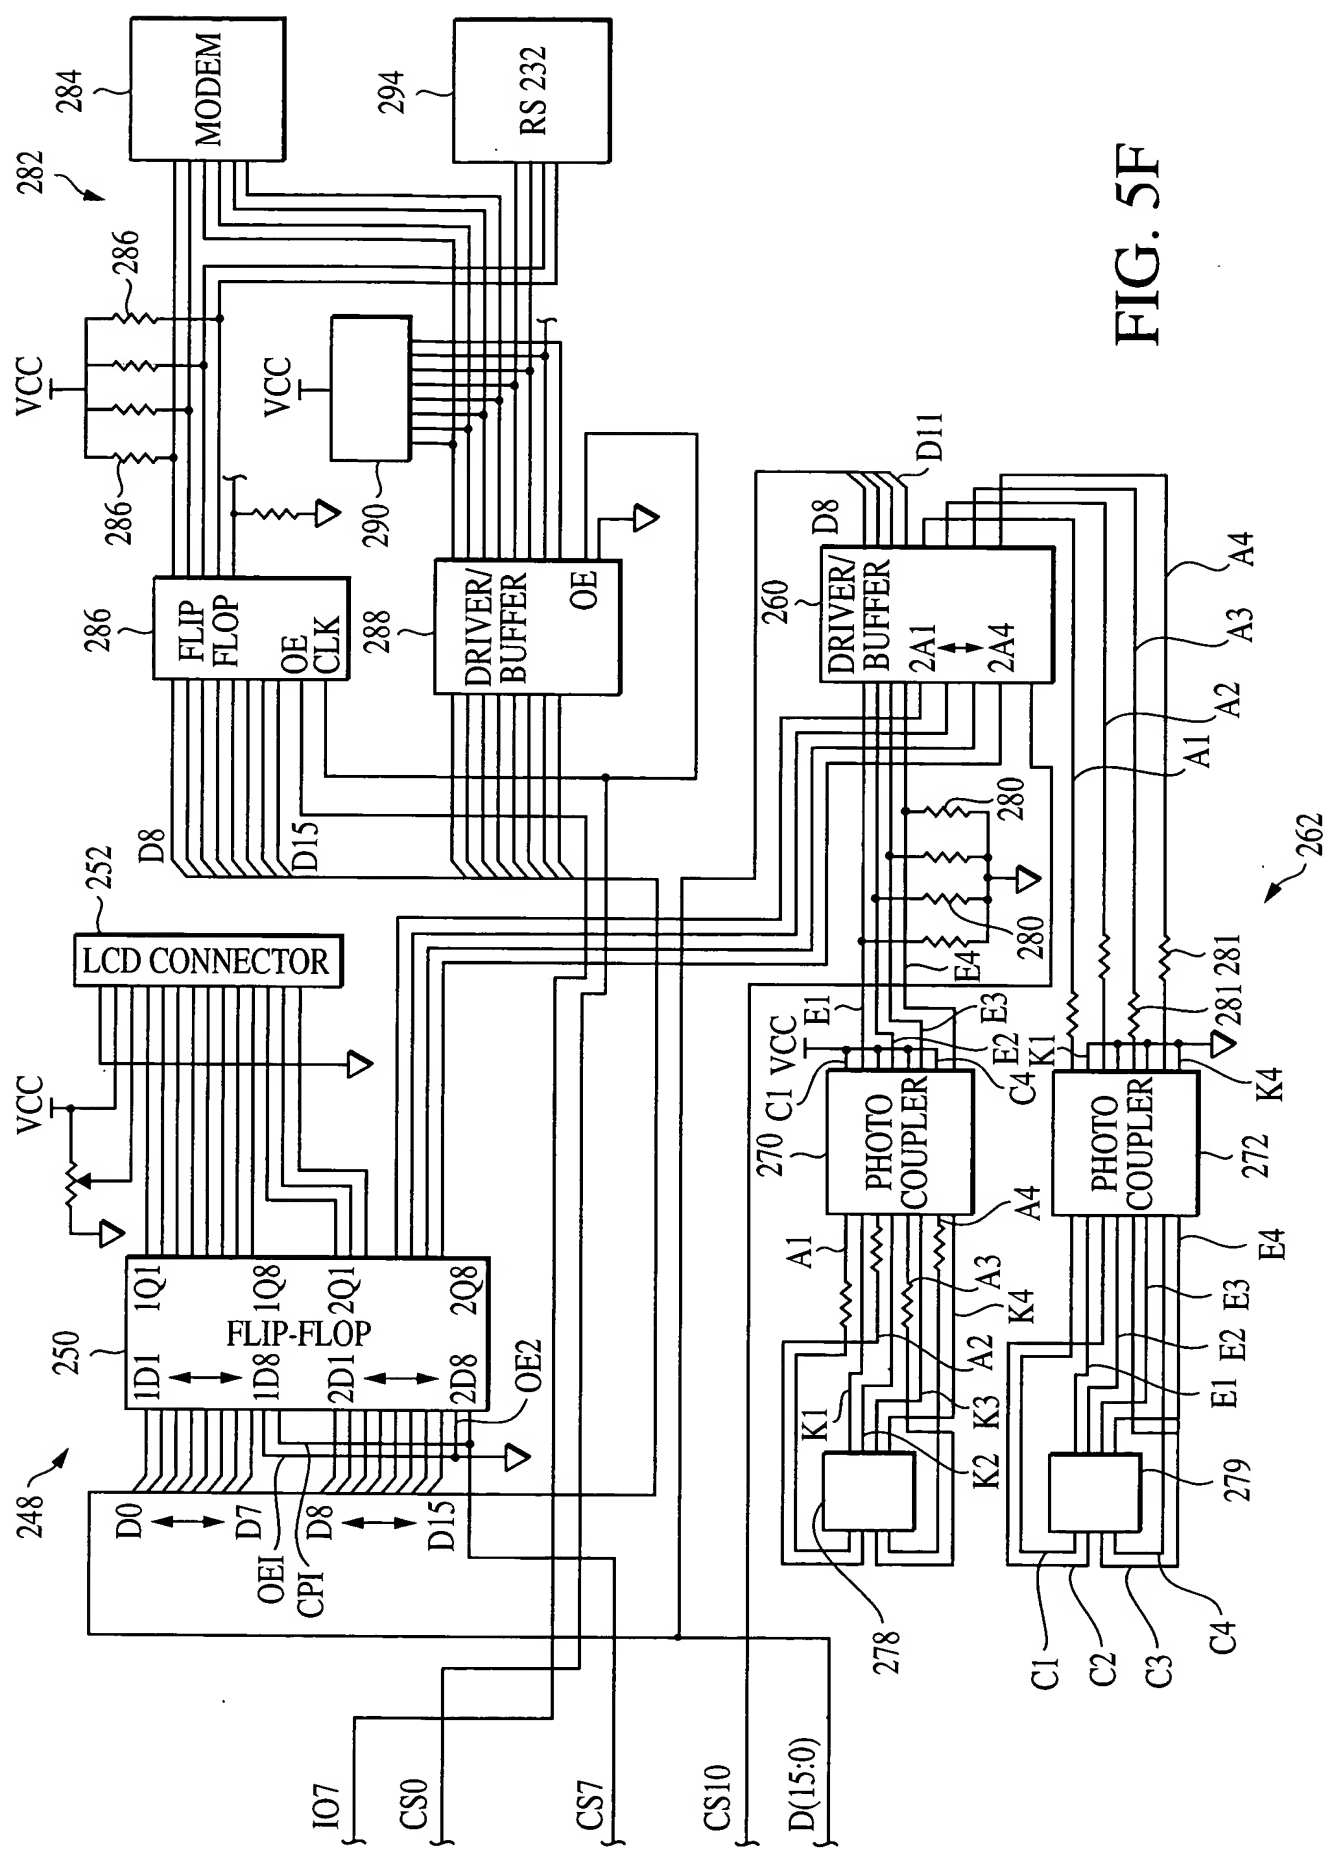 248
250
1D1
1D8
2D1
2D8
FLIP-FLOP
1Q1
1Q8
2Q1
2Q8
D0
D7
D8
D15
OE1
CP1
OE2
VCC
252
LCD CONNECTOR
D8
D15
286
FLIP
FLOP
OE
CLK
286
VCC
286
282
284
MODEM
288
DRIVER/
BUFFER
OE
290
VCC
294
RS 232
IO7
CS0
CS7
CS10
D(15:0)
278
K1
K2
A1
A2
K3
A3
K4
A4
270
PHOTO
COUPLER
C1
VCC
E1
C4
E2
E3
E4
280
280
260
DRIVER/
BUFFER
2A1
2A4
D8
D11
C1
C2
C3
C4
279
E1
E2
E3
E4
PHOTO
COUPLER
272
K1
K4
281
281
A1
A2
A3
A4
262
FIG. 5F